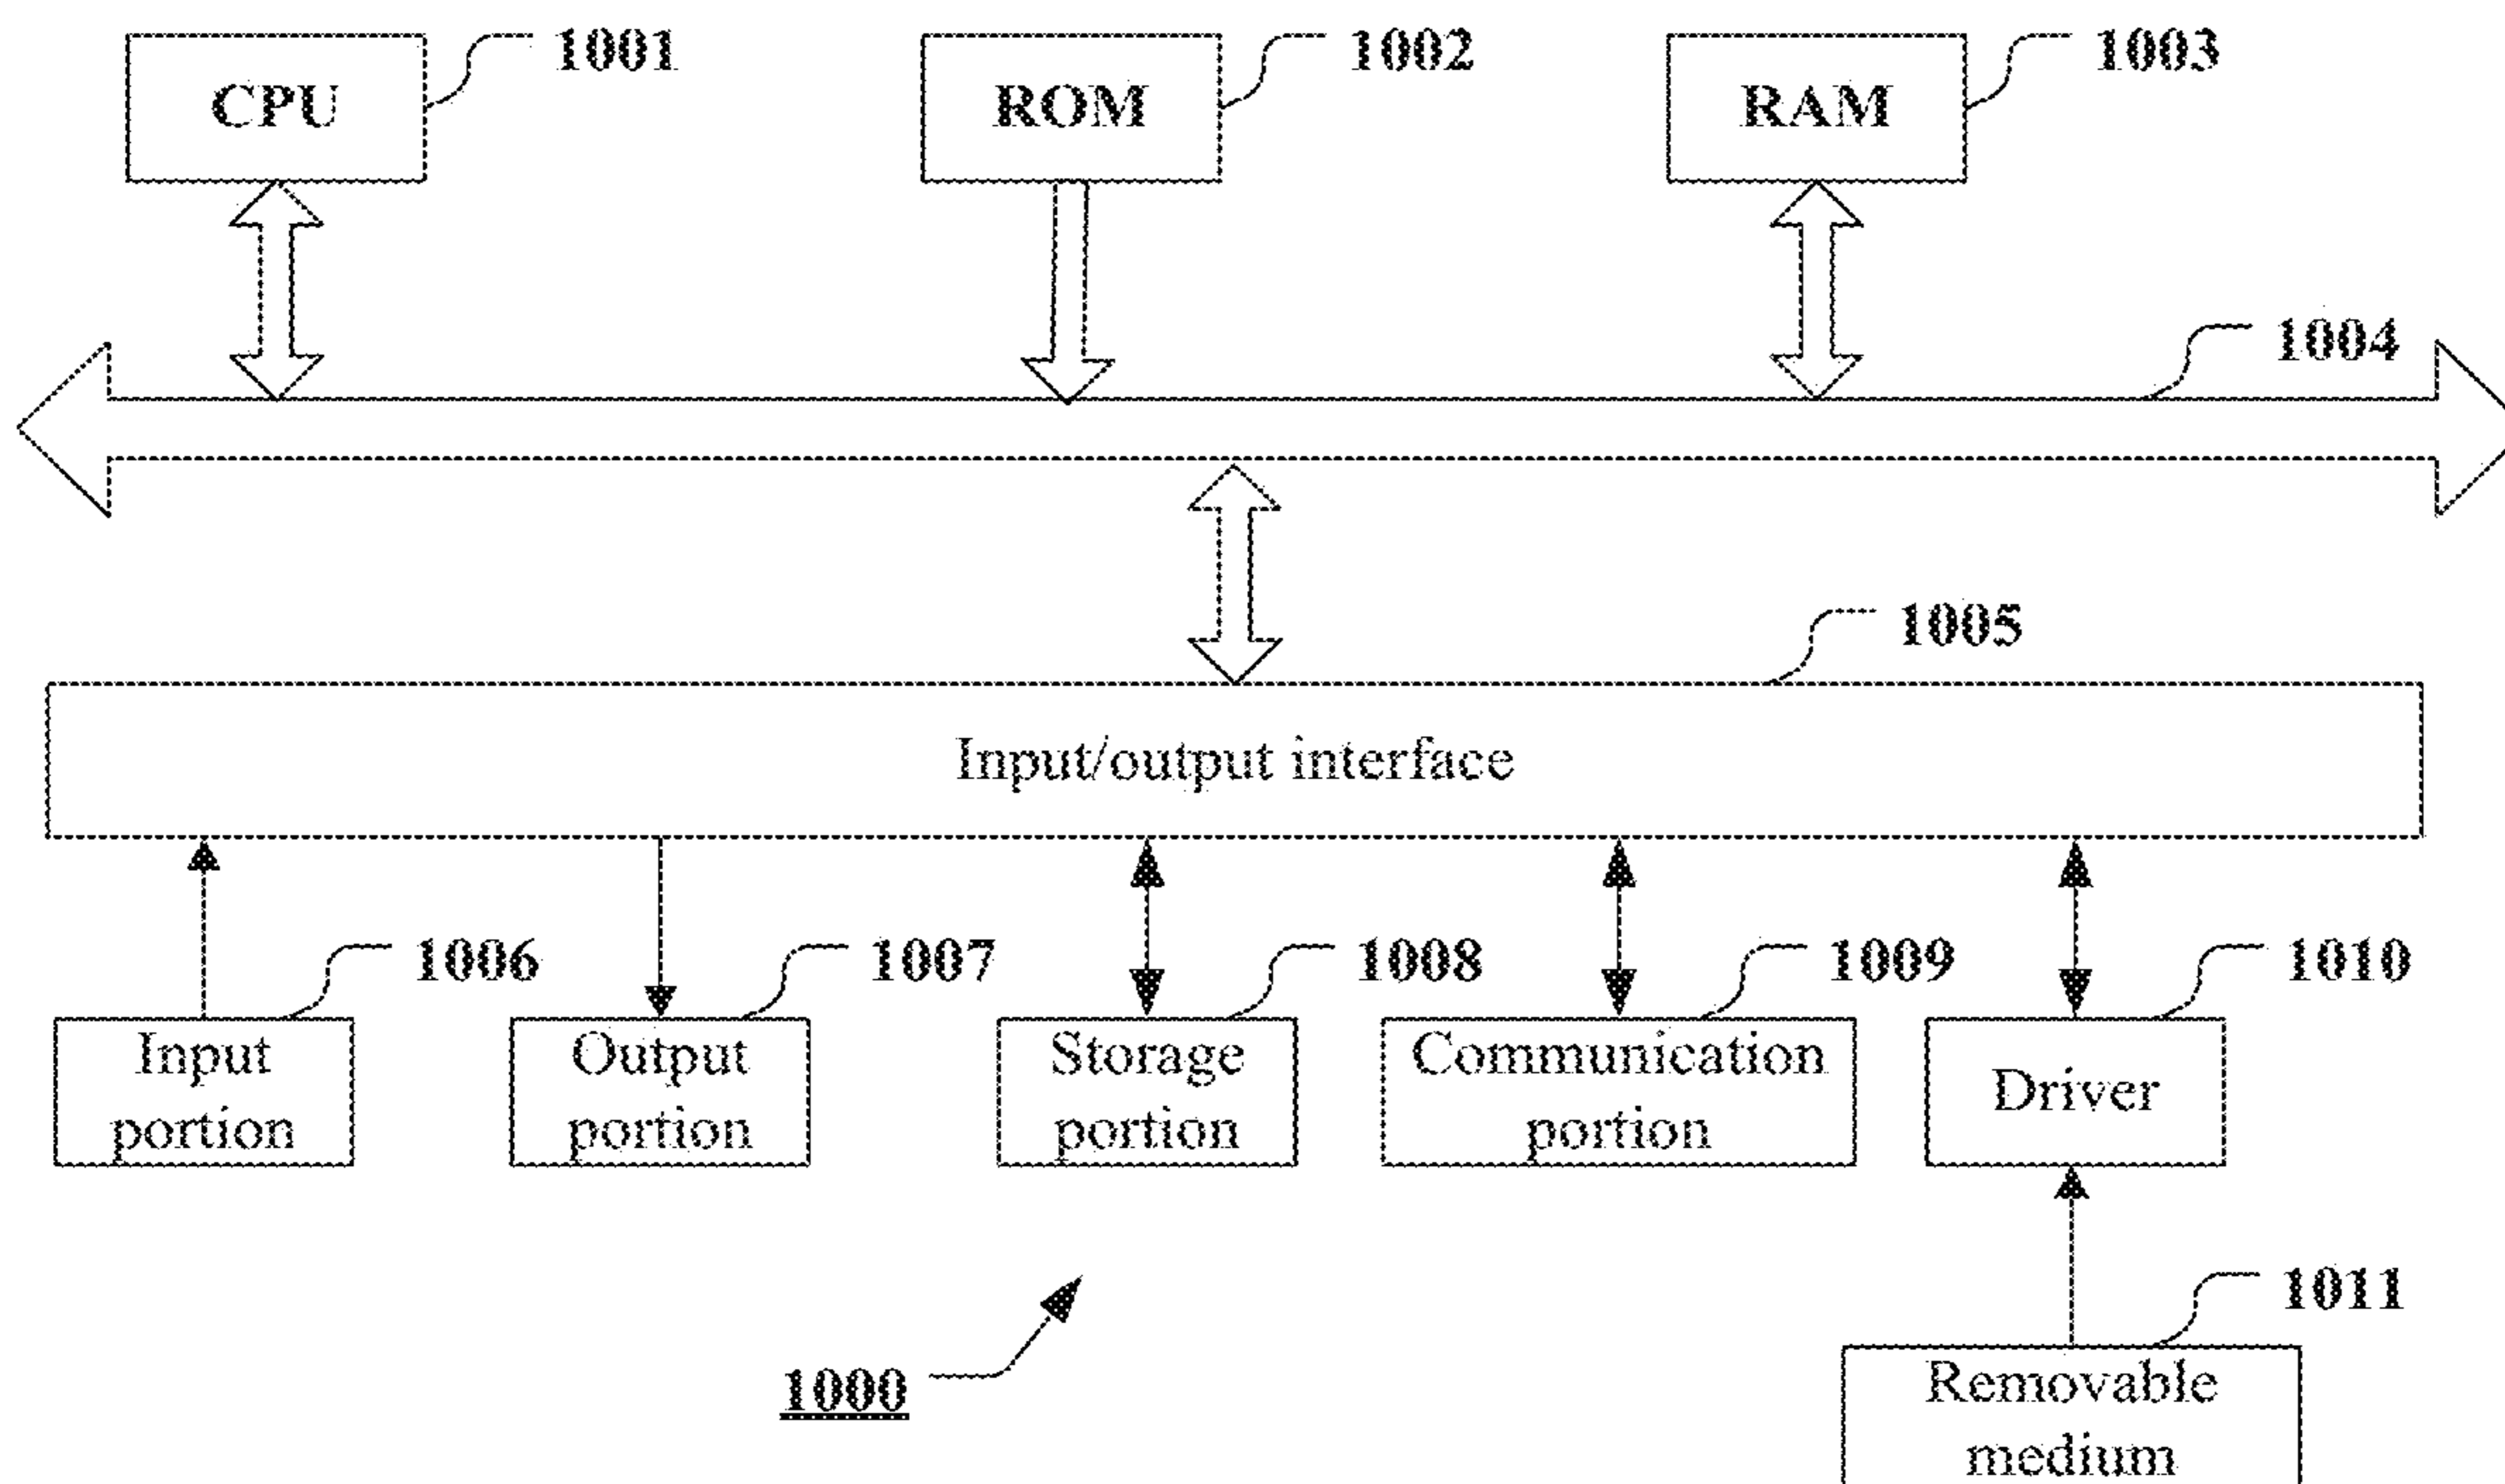 CPU
1001
ROM
1002
RAM
1003
1004
1005
Input/output interface
1006
1007
1008
1009
1010
Input
portion
Output
portion
Storage
portion
Communication
portion
Driver
1011
1000
Removable
medium